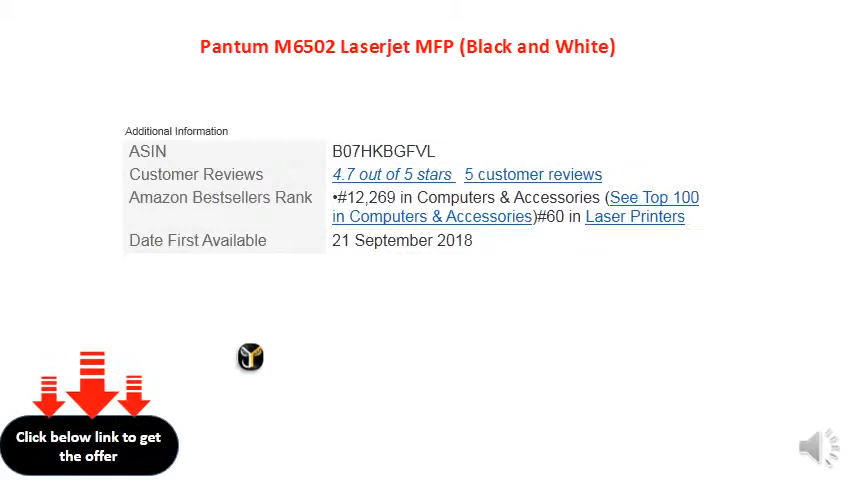 Pantum M6502 Laserjet MFP (Black and White)
Additional Information
ASIN B07HKBGFVL
Customer Reviews 4.7 out of 5 stars 5 customer reviews
Amazon Bestsellers Rank •#12,269 in Computers & Accessories (See Top 100
in Computers & Accessories)#60 in Laser Printers
Date First Available 21 September 2018
Click below link to get
the offer